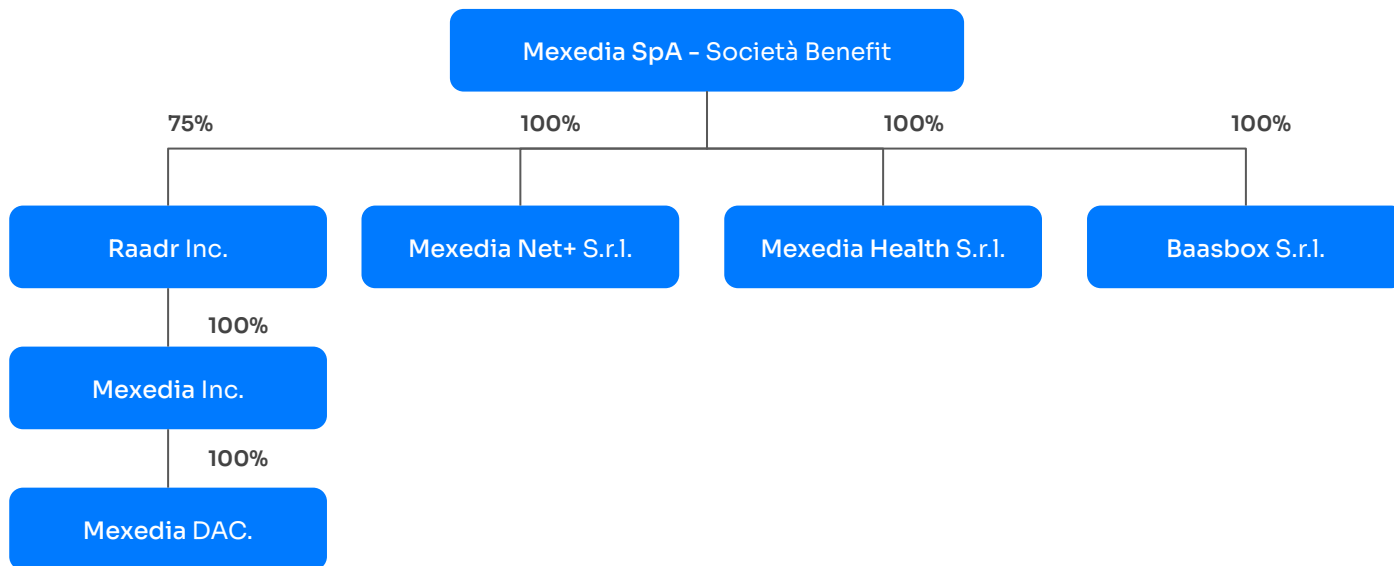 Mexedia SpA - Società Benefit
75%
100%
100%
100%
Raadr Inc.
Mexedia Net+ S.r.l.
Mexedia Health S.r.l.
Baasbox S.r.l.
100%
Mexedia Inc.
100%
Mexedia DAC.